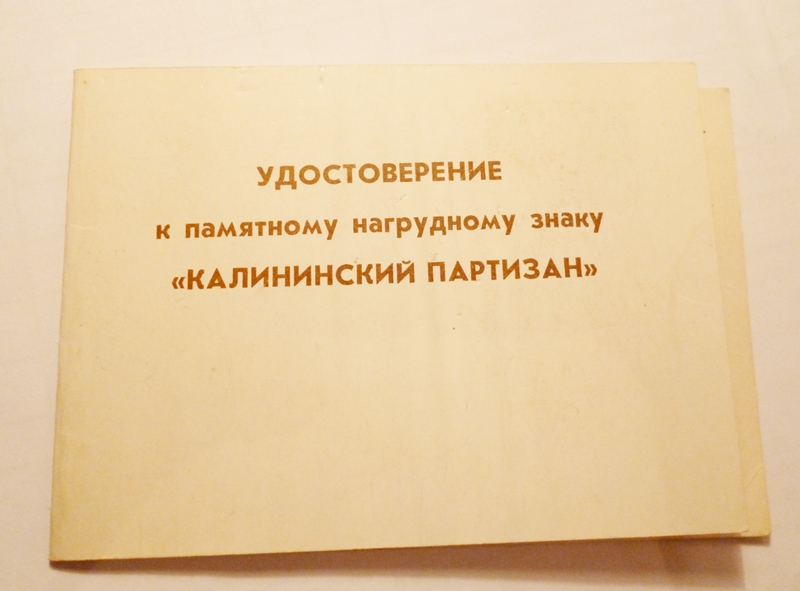 УДОСТОВЕРЕНИЕ
к памятному нагрудному знаку
«КАЛИНИНСКИЙ ПАРТИЗАН»